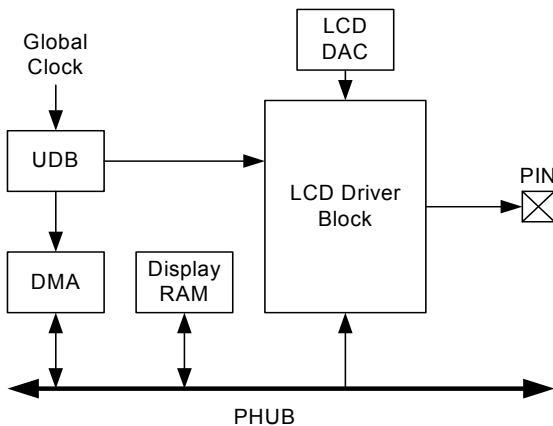 Global
Clock
LCD
DAC
UDB
LCD Driver
Block
PIN
DMA
Display
RAM
PHUB